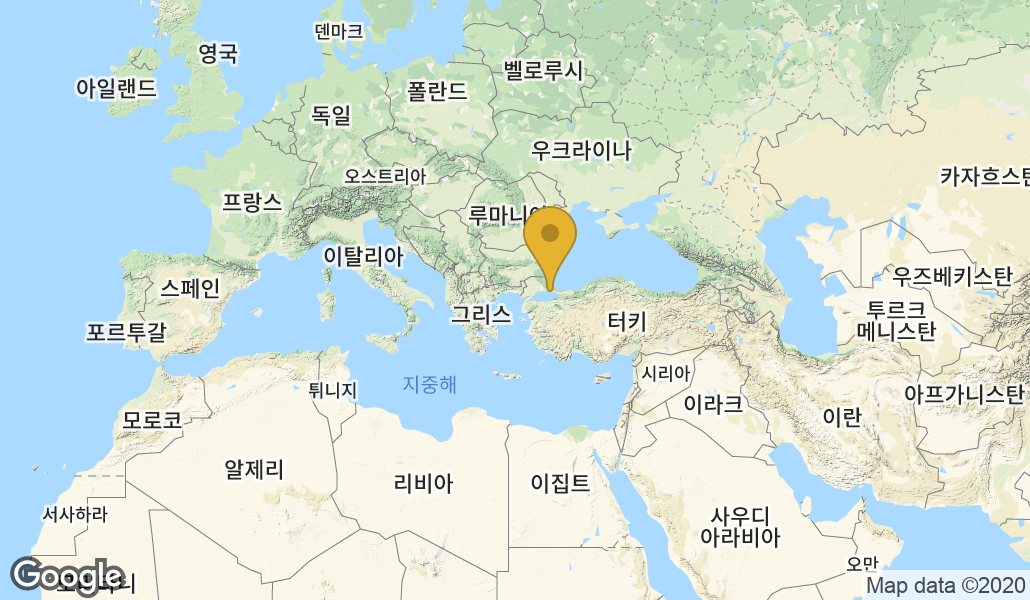 덴마크
영국
벨로루시
아일랜드
폴란드
독일
우크라이나
오스트리아
카자흐스탄
프랑스
루마니아
이탈리아
우즈베키스탄
스페인
투르크
메니스탄
그리스
터키
포르투갈
시리아
지중해
튀니지
아프가니스탄
이라크
모로코
이란
알제리
리비아
이집트
서사하라
사우디
아라비아
오만
Google
Map data ©2020